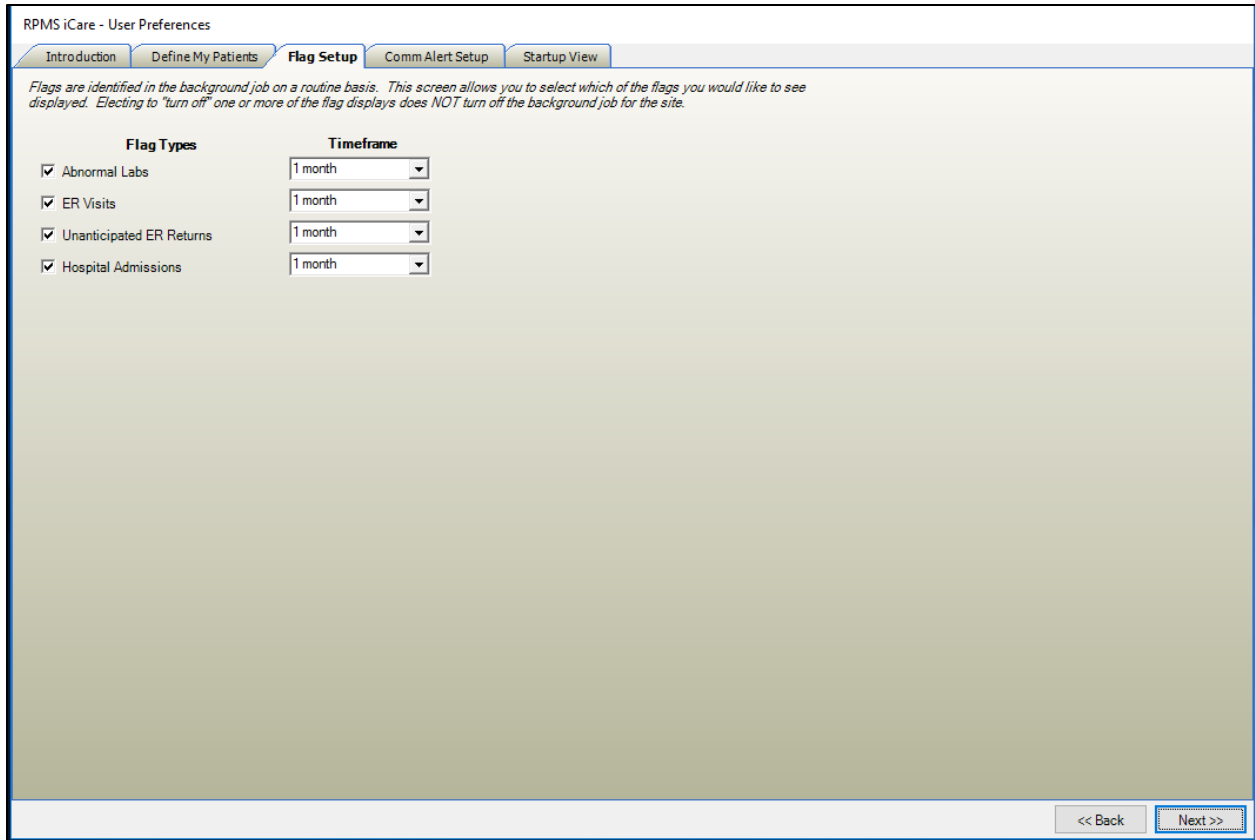 RPMS iCare - User Preferences
Introduction Define My Patients Flag Setup Comm Alert Setup Startup View
Flags are identified in the background job on a routine basis. This screen allows you to select which of the flags you would like to see
displayed. Electing to "turn off" one or more of the flag displays does NOT turn off the background job for the site.
Flag Types Timeframe
Abnormal Labs 1 month
ER Visits 1 month
Unanticipated ER Returns 1 month
Hospital Admissions 1 month
<< Back Next >>